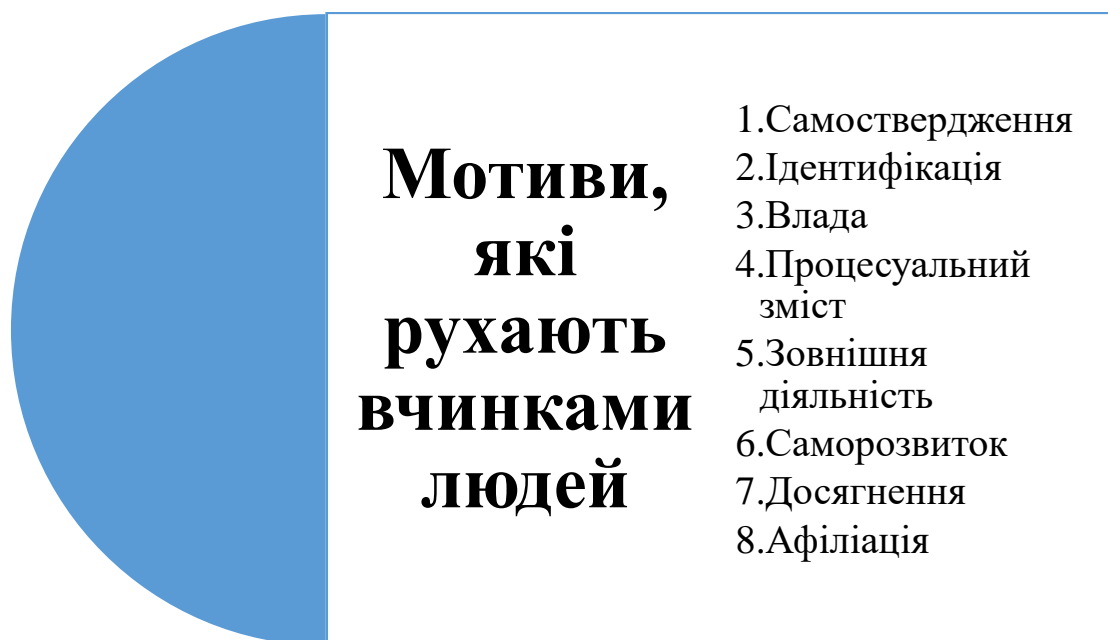 Мотиви,
які
рухають
вчинками
людей
1.Самоствердження
2.Ідентифікація
3.Влада
4.Процесуальний
зміст
5.Зовнішня
діяльність
6.Саморозвиток
7.Досягнення
8.Афіліація